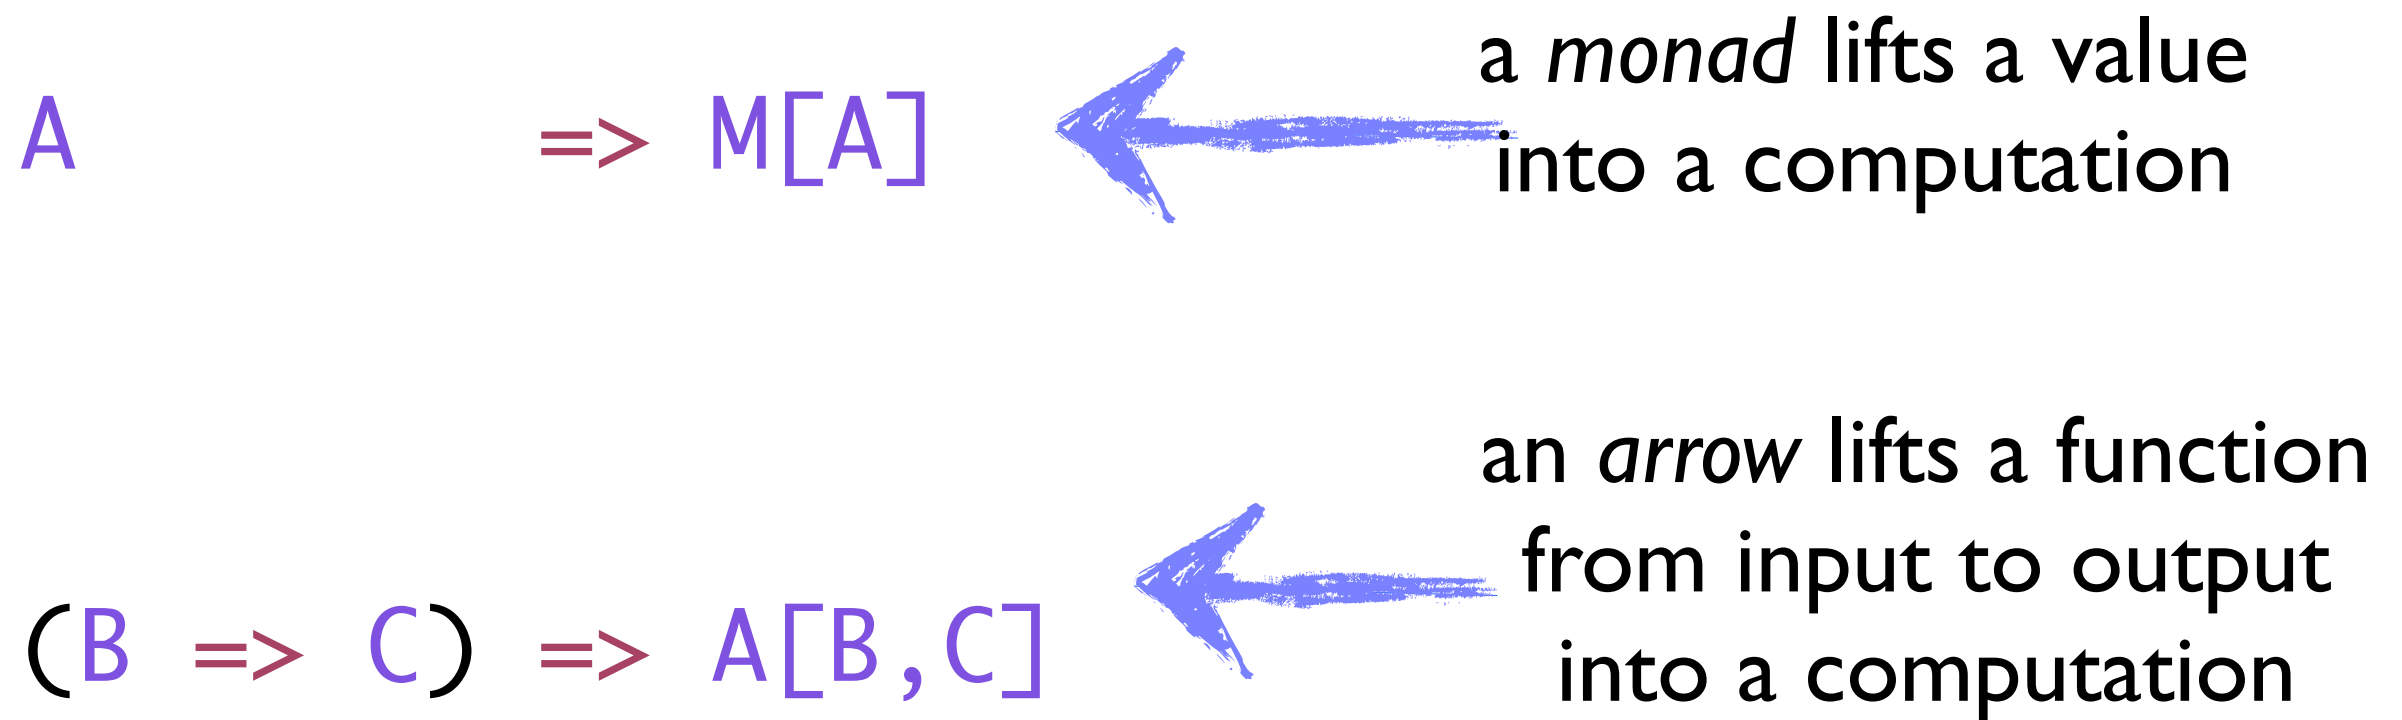 a monad lifts a value
A => M[A]
into a computation
an arrow lifts a function
from input to output
(B => C) => A[B,C]
into a computation